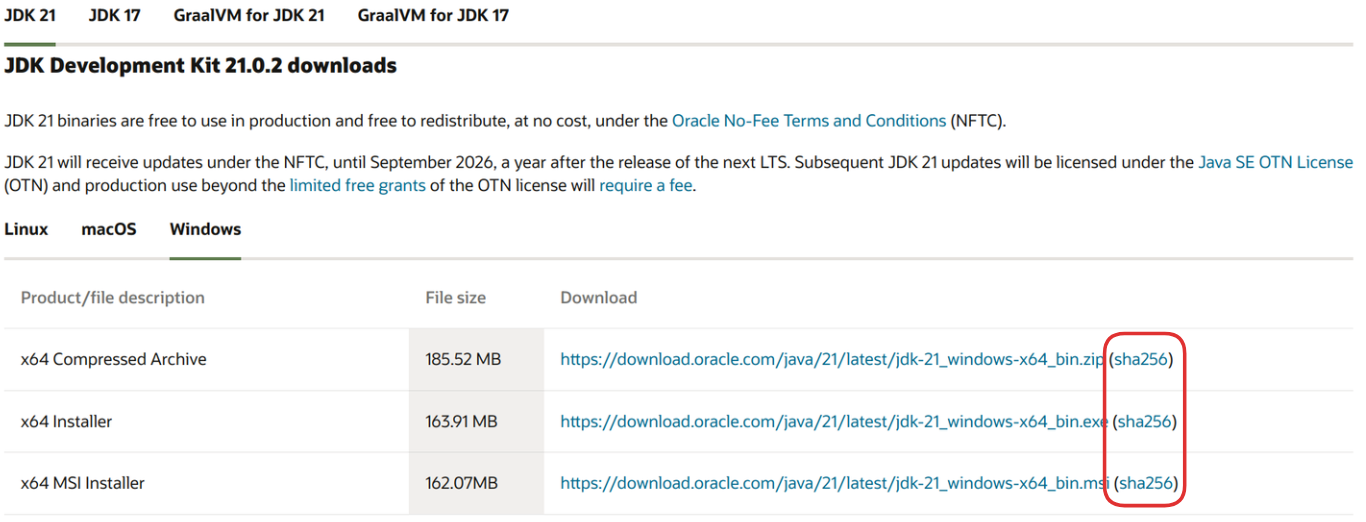 JDK 21 JDK 17 GraalVM for JDK 21 GraalVM for JDK 17
JDK Development Kit 21.0.2 downloads
JDK 21 binaries are free to use in production and free to redistribute, at no cost, under the Oracle No-Fee Terms and Conditions (NFTC).
JDK 21 will receive updates under the NFTC, until September 2026, a year after the release of the next LTS. Subsequent JDK 21 updates will be licensed under the Java SE OTN License
(OTN) and production use beyond the limited free grants of the OTN license will require a fee.
Linux macOS Windows
Product/file description File size Download
x64 Compressed Archive 185.52 MB https://download.oracle.com/java/21/latest/jdk-21_windows-x64_bin.zip (sha256)
x64 Installer 163.91 MB https://download.oracle.com/java/21/latest/jdk-21_windows-x64_bin.exe (sha256)
x64 MSI Installer 162.07MB https://download.oracle.com/java/21/latest/jdk-21_windows-x64_bin.msi (sha256)